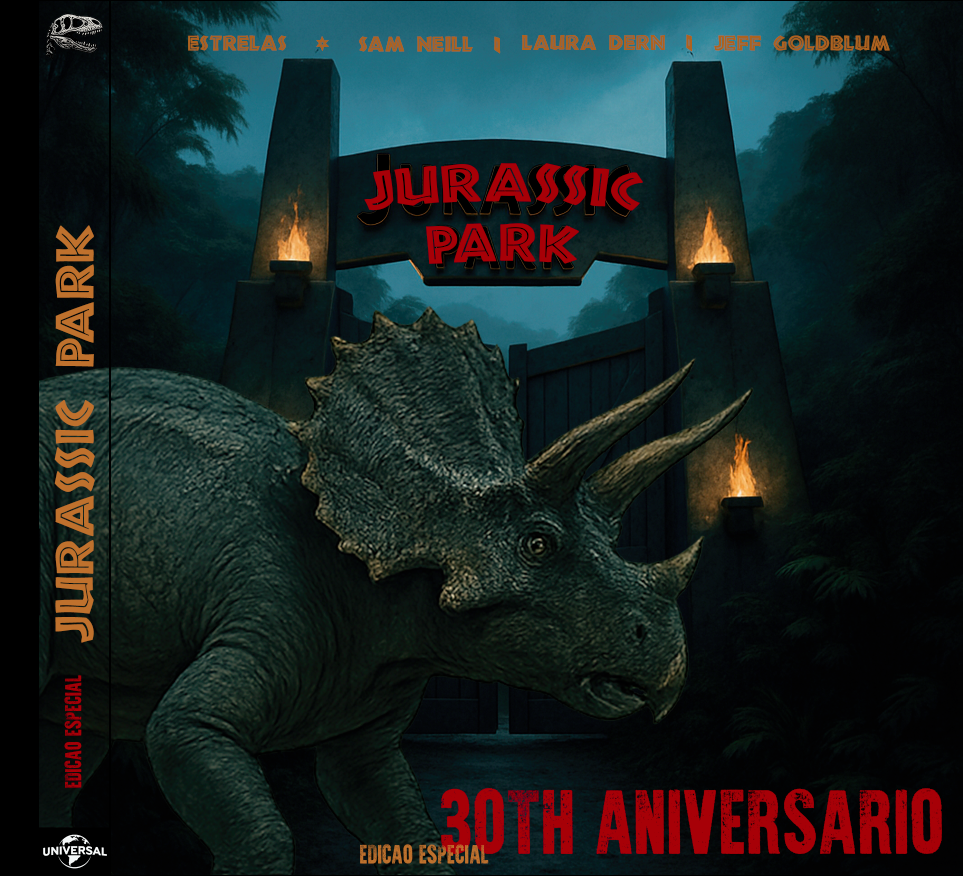 ESTRELAS ✶ SAM NEILL | LAURA DERN | JEFF GOLDBLUM
JURASSIC
PARK
JURASSIC PARK
EDICAO ESPECIAL
UNIVERSAL
30TH ANIVERSARIO
EDICAO ESPECIAL